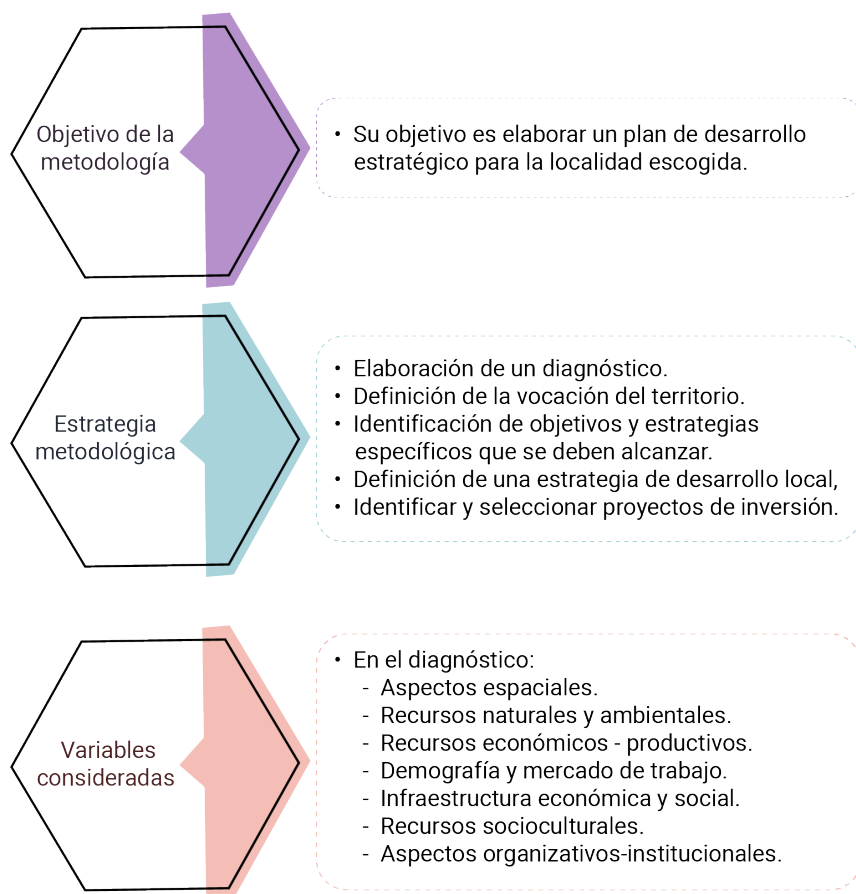 Objetivo de la
metodología
• Su objetivo es elaborar un plan de desarrollo
estratégico para la localidad escogida.
Estrategia
metodológica
• Elaboración de un diagnóstico.
• Definición de la vocación del territorio.
• Identificación de objetivos y estrategias
específicos que se deben alcanzar.
• Definición de una estrategia de desarrollo local,
• Identificar y seleccionar proyectos de inversión.
Variables
consideradas
• En el diagnóstico:
- Aspectos espaciales.
- Recursos naturales y ambientales.
- Recursos económicos - productivos.
- Demografía y mercado de trabajo.
- Infraestructura económica y social.
- Recursos socioculturales.
- Aspectos organizativos-institucionales.